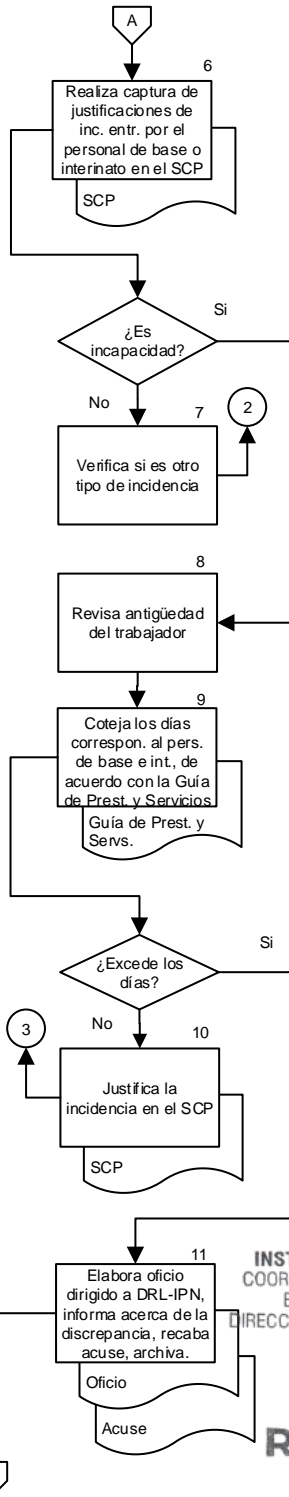 A
6
Realiza captura de
justificaciones de
inc. entr. por el
personal de base o
interinato en el SCP
SCP
¿Es
incapacidad?
Si
No
2
7
Verifica si es otro
tipo de incidencia
8
Revisa antigüedad
del trabajador
9
Coteja los días
correspon. al pers.
de base e int., de
acuerdo con la Guía
de Prest. y Servicios
Guía de Prest. y
Servs.
¿Excede los
días?
Si
No
3
10
Justifica la
incidencia en el SCP
SCP
11
Elabora oficio
dirigido a DRL-IPN,
informa acerca de la
discrepancia, recaba
acuse, archiva.
Oficio
Acuse
INST
COOR
E
DIRECC
R